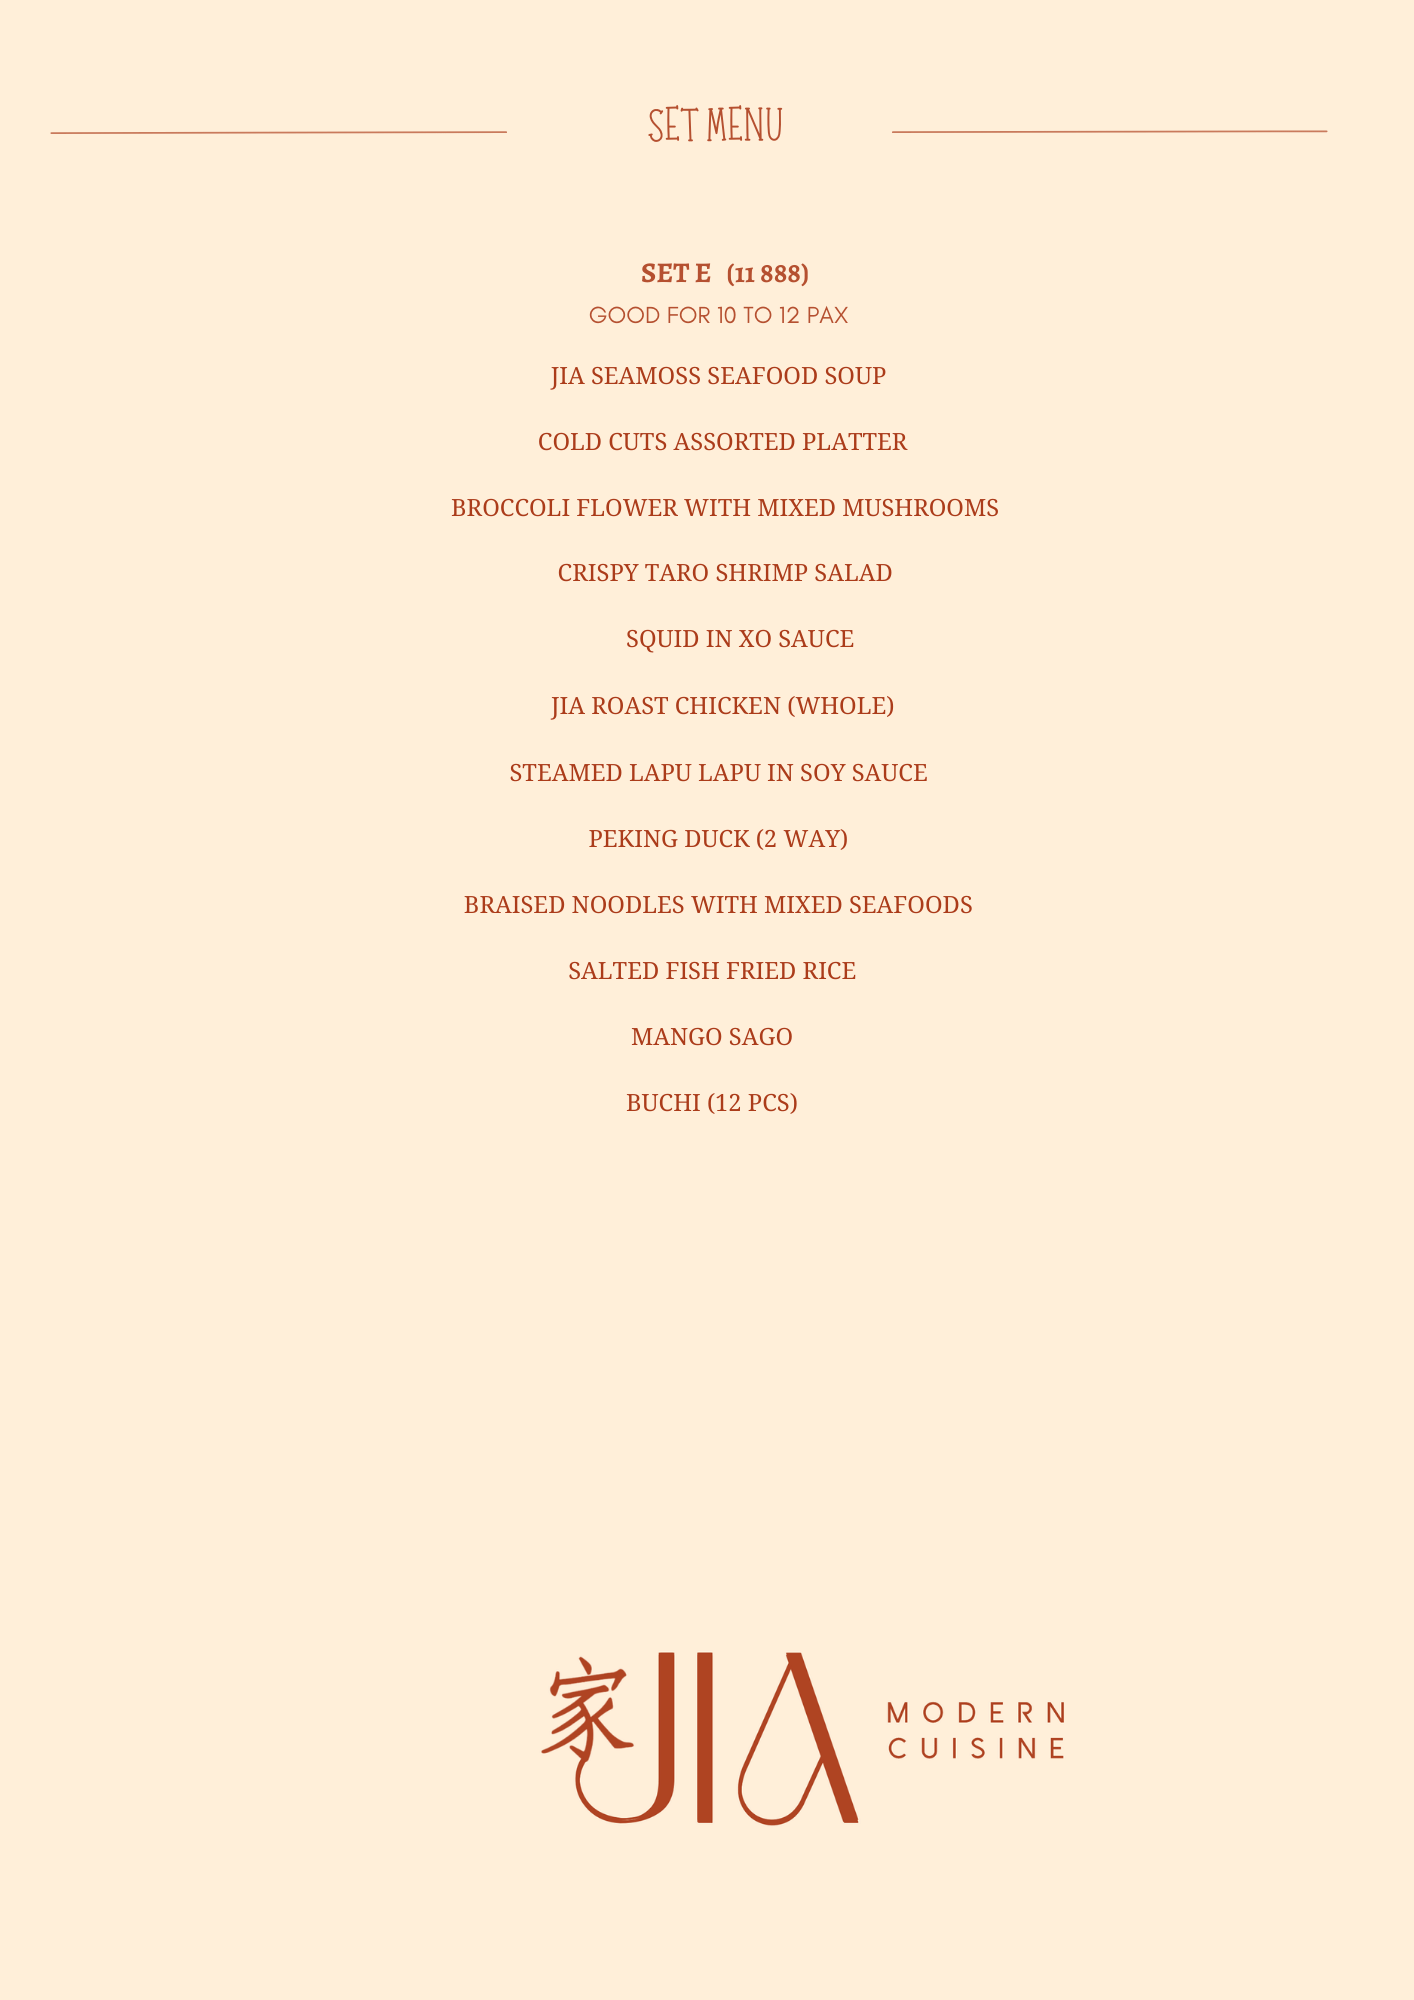 SET MENU
SET E (11 888)
GOOD FOR 10 TO 12 PAX
JIA SEAMOSS SEAFOOD SOUP
COLD CUTS ASSORTED PLATTER
BROCCOLI FLOWER WITH MIXED MUSHROOMS
CRISPY TARO SHRIMP SALAD
SQUID IN XO SAUCE
JIA ROAST CHICKEN (WHOLE)
STEAMED LAPU LAPU IN SOY SAUCE
PEKING DUCK (2 WAY)
BRAISED NOODLES WITH MIXED SEAFOODS
SALTED FISH FRIED RICE
MANGO SAGO
BUCHI (12 PCS)
家 JIA
MODERN
CUISINE